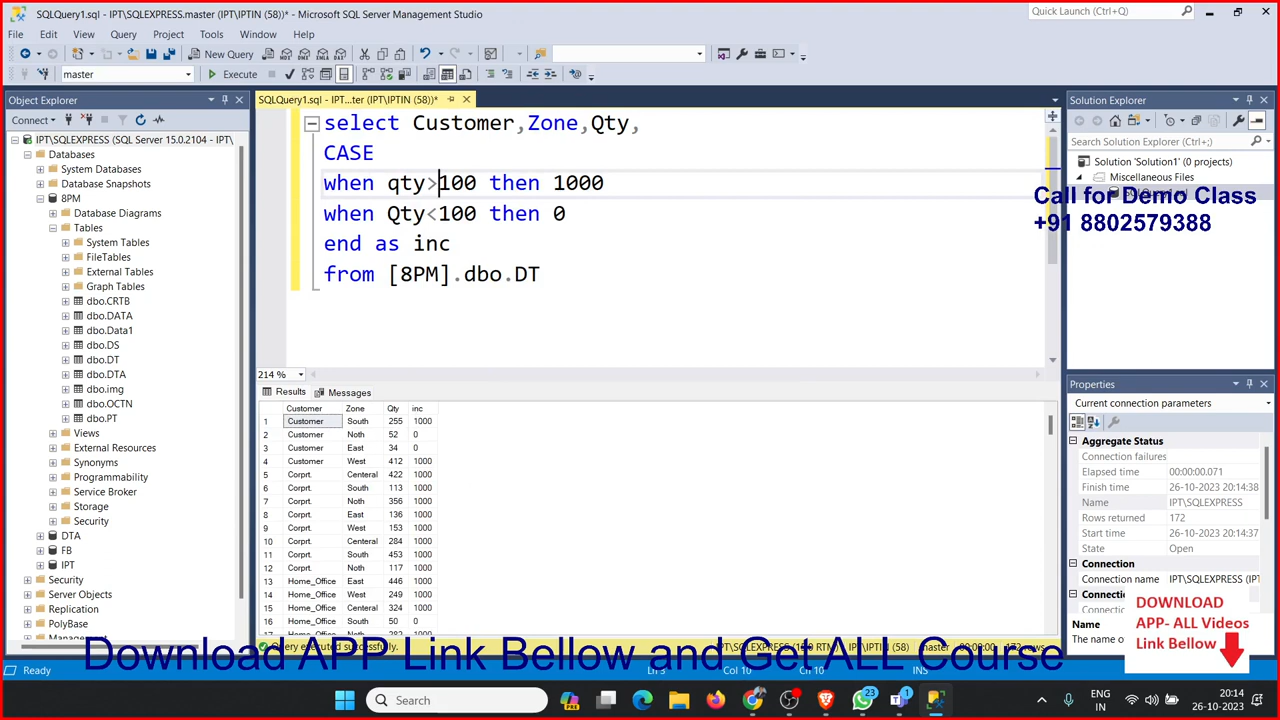 SQLQuery1.sql - IPT\SQLEXPRESS.master (IPT\IPTIN (58))* - Microsoft SQL Server Management Studio
Quick Launch (Ctrl+Q)
File Edit View Query Project Tools Window Help
New Query
master
Execute
Object Explorer
SQLQuery1.sql - IPT...ter (IPT\IPTIN (58))*
Solution Explorer
Connect
Search Solution Explorer (Ctrl+;)
IPT\SQLEXPRESS (SQL Server 15.0.2104 - IPT\
Databases
System Databases
Database Snapshots
8PM
Database Diagrams
Tables
System Tables
FileTables
External Tables
Graph Tables
dbo.CRTB
dbo.DATA
dbo.Data1
dbo.DS
dbo.DT
dbo.DTA
dbo.img
dbo.OCTN
dbo.PT
Views
External Resources
Synonyms
Programmability
Service Broker
Storage
Security
DTA
FB
IPT
Security
Server Objects
Replication
PolyBase
select Customer,Zone,Qty,
CASE
when qty>100 then 1000
when Qty<100 then 0
end as inc
from [8PM].dbo.DT
214 %
Results Messages
Customer Zone Qty inc
1 Customer South 255 1000
2 Customer Noth 52 0
3 Customer East 34 0
4 Customer West 412 1000
5 Corprt. Centeral 422 1000
6 Corprt. South 113 1000
7 Corprt. Noth 356 1000
8 Corprt. East 136 1000
9 Corprt. West 153 1000
10 Corprt. Centeral 284 1000
11 Corprt. South 453 1000
12 Corprt. Noth 117 1000
13 Home_Office East 446 1000
14 Home_Office West 249 1000
15 Home_Office Centeral 324 1000
16 Home_Office South 50 0
17 Home_Office Noth 282 1000
Solution 'Solution1' (0 projects)
Miscellaneous Files
Call for Demo Class
+91 8802579388
Properties
Current connection parameters
Aggregate Status
Connection failures
Elapsed time 00:00:00.071
Finish time 26-10-2023 20:14:38
Name IPT\SQLEXPRESS
Rows returned 172
Start time 26-10-2023 20:14:37
State Open
Connection
Connection name IPT\SQLEXPRESS (IPT
Name
The name o
DOWNLOAD
APP- ALL Videos
Link Bellow
Download APP Link Bellow and Get ALL Course
Ready
Col 10
INS
Search
23
1
ENG
IN
20:14
26-10-2023